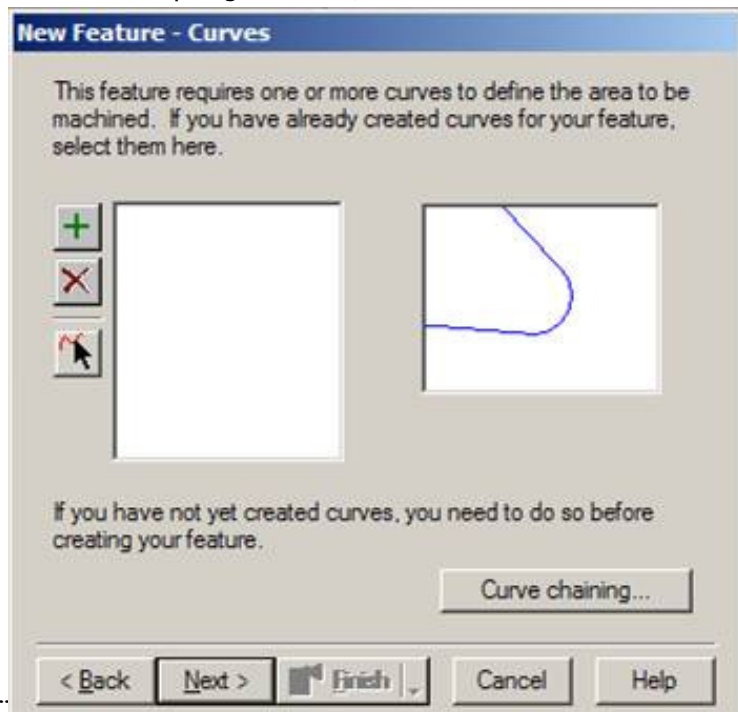 New Feature - Curves
This feature requires one or more curves to define the area to be
machined. If you have already created curves for your feature,
select them here.
If you have not yet created curves, you need to do so before
creating your feature.
Curve chaining...
< Back Next > Finish Cancel Help
..